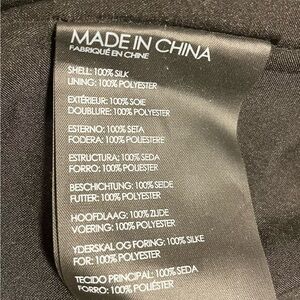 MADE IN CHINA
FABRIQUÉ EN CHINE
SHELL: 100% SILK
LINING: 100% POLYESTER
EXTÉRIEUR: 100% SOIE
DOUBLURE: 100% POLYESTER
ESTERNO: 100% SETA
FODERA: 100% POLIESTERE
ESTRUCTURA: 100% SEDA
FORRO: 100% POLIESTER
BESCHICHTUNG: 100% SEIDE
FUTTER: 100% POLYESTER
HOOFDLAAG: 100% ZIJDE
VOERING: 100% POLYESTER
YDERSKAL OG FORING: 100% SILKE
FOR: 100% POLYESTER
TECIDO PRINCIPAL: 100% SEDA
FORRO: 100% POLIÉSTER